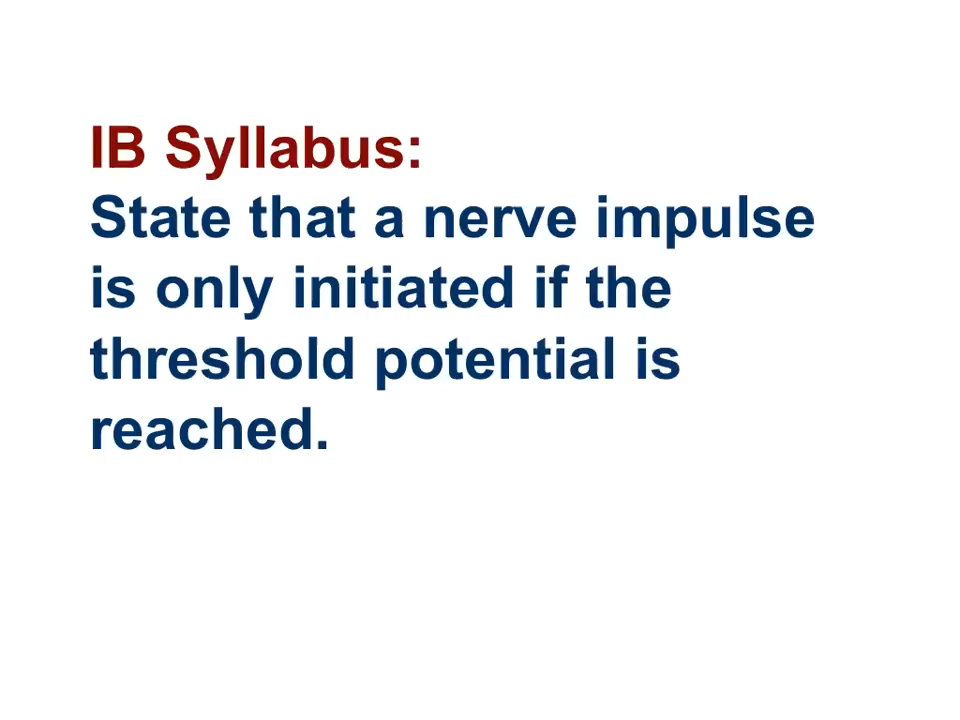 IB Syllabus:
State that a nerve impulse
is only initiated if the
threshold potential is
reached.